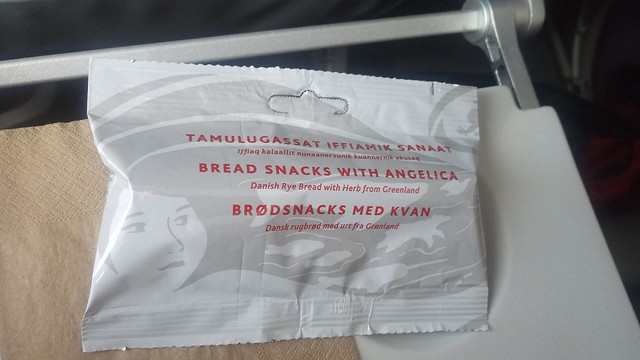 TAMULUGASSAT IFFIAMIK SANAAT
Iffiaq kalaallit nunaanersunik kuannernik akusaq
BREAD SNACKS WITH ANGELICA
Danish Rye Bread with Herb from Greenland
BRØDSNACKS MED KVAN
Dansk rugbrød med urt fra Grønland